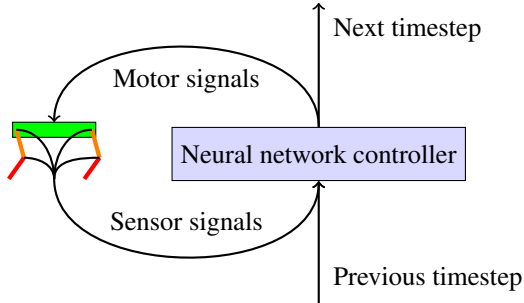 Next timestep
Motor signals
Neural network controller
Sensor signals
Previous timestep